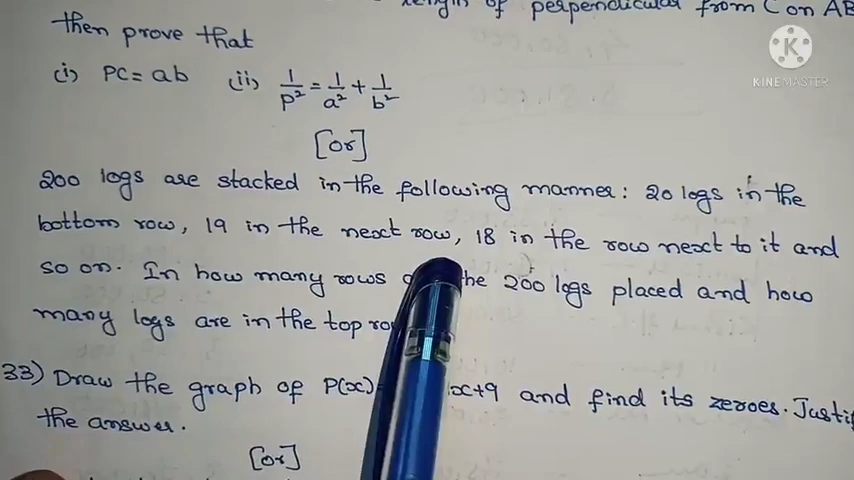 length of perpendicular from C on AB
then prove that
(i) PC = ab (ii) 1/p² = 1/a² + 1/b²
[Or]
200 logs are stacked in the following manner: 20 logs in the
bottom row, 19 in the next row, 18 in the row next to it and
so on. In how many rows the 200 logs placed and how
many logs are in the top
33) Draw the graph of P(x) x+9 and find its zeroes. Justi
the answer.
[Or]
KINEMASTER